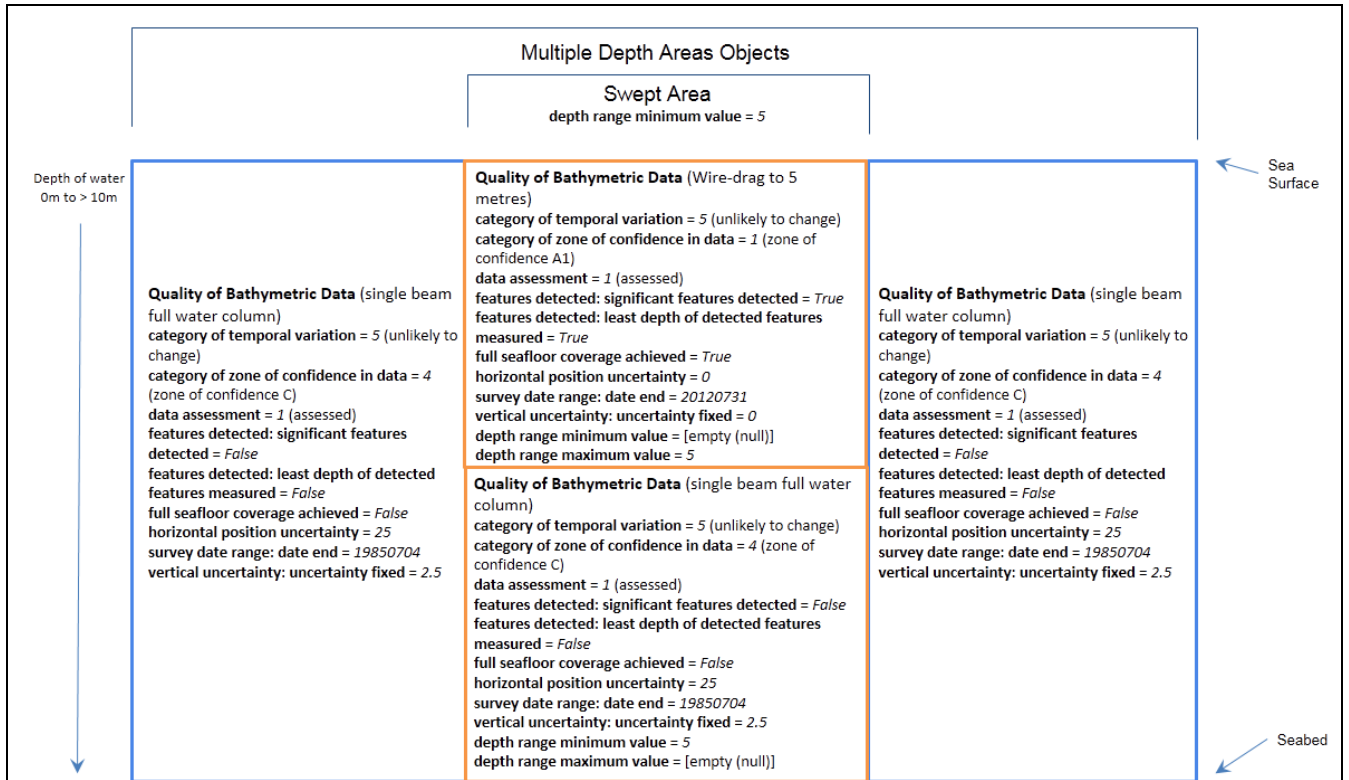 Multiple Depth Areas Objects
Swept Area
depth range minimum value = 5
Depth of water
0m to > 10m
Sea
Surface
Quality of Bathymetric Data (single beam
full water column)
category of temporal variation = 5 (unlikely to
change)
category of zone of confidence in data = 4
(zone of confidence C)
data assessment = 1 (assessed)
features detected: significant features
detected = False
features detected: least depth of detected
features measured = False
full seafloor coverage achieved = False
horizontal position uncertainty = 25
survey date range: date end = 19850704
vertical uncertainty: uncertainty fixed = 2.5
Quality of Bathymetric Data (Wire-drag to 5
metres)
category of temporal variation = 5 (unlikely to change)
category of zone of confidence in data = 1 (zone of
confidence A1)
data assessment = 1 (assessed)
features detected: significant features detected = True
features detected: least depth of detected features
measured = True
full seafloor coverage achieved = True
horizontal position uncertainty = 0
survey date range: date end = 20120731
vertical uncertainty: uncertainty fixed = 0
depth range minimum value = [empty (null)]
depth range maximum value = 5
Quality of Bathymetric Data (single beam full water
column)
category of temporal variation = 5 (unlikely to change)
category of zone of confidence in data = 4 (zone of
confidence C)
data assessment = 1 (assessed)
features detected: significant features detected = False
features detected: least depth of detected features
measured = False
full seafloor coverage achieved = False
horizontal position uncertainty = 25
survey date range: date end = 19850704
vertical uncertainty: uncertainty fixed = 2.5
depth range minimum value = 5
depth range maximum value = [empty (null)]
Quality of Bathymetric Data (single beam
full water column)
category of temporal variation = 5 (unlikely to
change)
category of zone of confidence in data = 4
(zone of confidence C)
data assessment = 1 (assessed)
features detected: significant features
detected = False
features detected: least depth of detected
features measured = False
full seafloor coverage achieved = False
horizontal position uncertainty = 25
survey date range: date end = 19850704
vertical uncertainty: uncertainty fixed = 2.5
Seabed